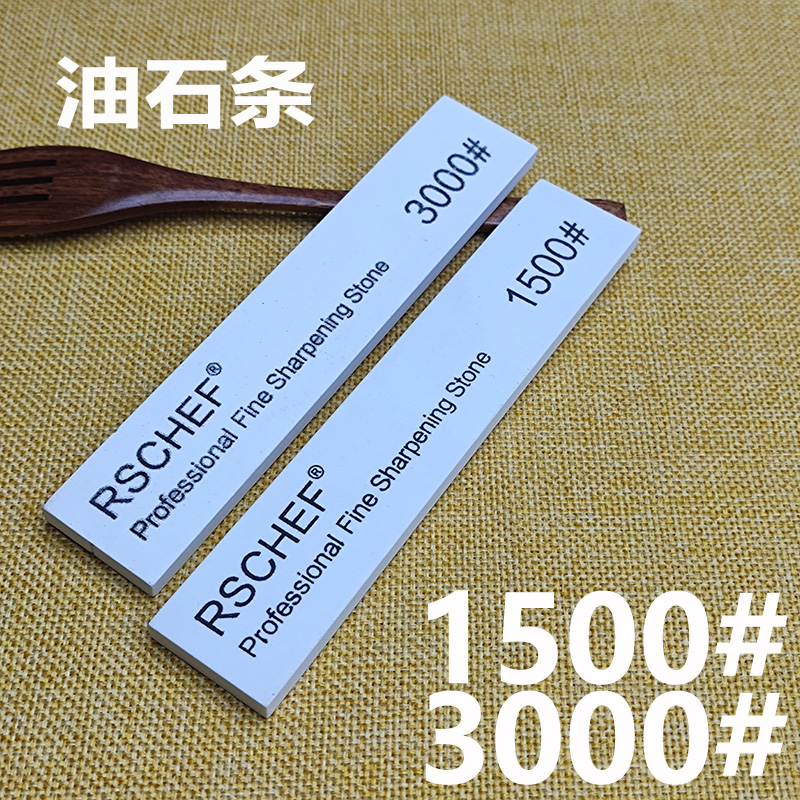 油石条
3000#
RSCHEF®
Professional Fine Sharpening Stone
1500#
RSCHEF®
Professional Fine Sharpening Stone
1500#
3000#